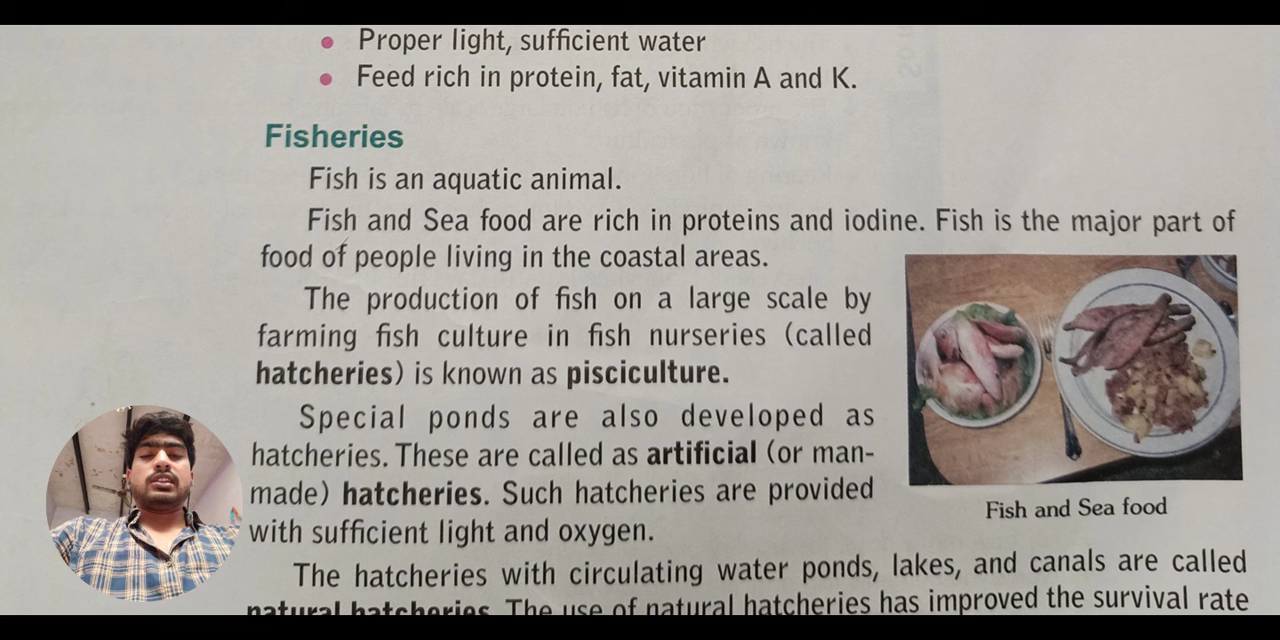 Proper light, sufficient water
Feed rich in protein, fat, vitamin A and K.
Fisheries
Fish is an aquatic animal.
Fish and Sea food are rich in proteins and iodine. Fish is the major part of
food of people living in the coastal areas.
The production of fish on a large scale by
farming fish culture in fish nurseries (called
hatcheries) is known as pisciculture.
Special ponds are also developed as
hatcheries. These are called as artificial (or man-
made) hatcheries. Such hatcheries are provided
with sufficient light and oxygen.
Fish and Sea food
The hatcheries with circulating water ponds, lakes, and canals are called
natural hatcheries. The use of natural hatcheries has improved the survival rate